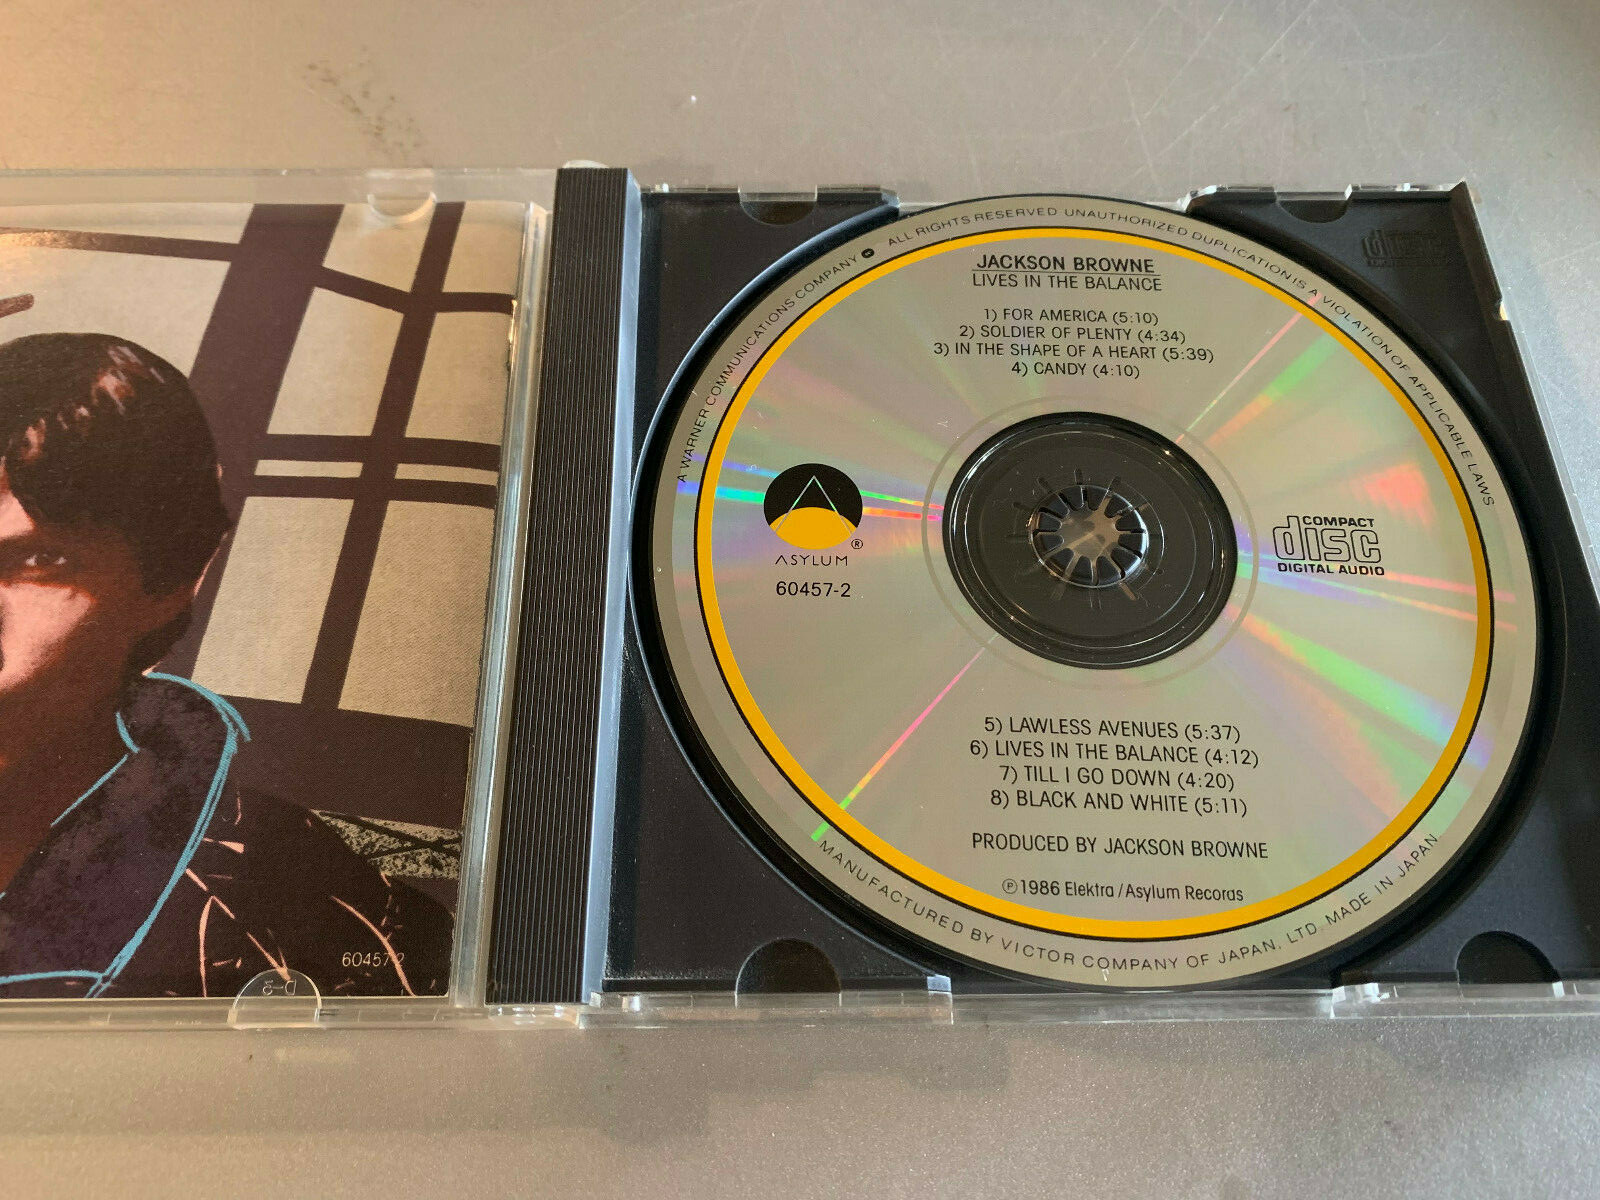 A WARNER COMMUNICATIONS COMPANY ALL RIGHTS RESERVED UNAUTHORIZED DUPLICATION IS A VIOLATION OF APPLICABLE LAWS
JACKSON BROWNE
LIVES IN THE BALANCE
1) FOR AMERICA (5:10)
2) SOLDIER OF PLENTY (4:34)
3) IN THE SHAPE OF A HEART (5:39)
4) CANDY (4:10)
ASYLUM ®
60457-2
COMPACT
disc
DIGITAL AUDIO
5) LAWLESS AVENUES (5:37)
6) LIVES IN THE BALANCE (4:12)
7) TILL I GO DOWN (4:20)
8) BLACK AND WHITE (5:11)
PRODUCED BY JACKSON BROWNE
℗1986 Elektra/Asylum Records
MANUFACTURED BY VICTOR COMPANY OF JAPAN, LTD. MADE IN JAPAN
60457-2
D-3